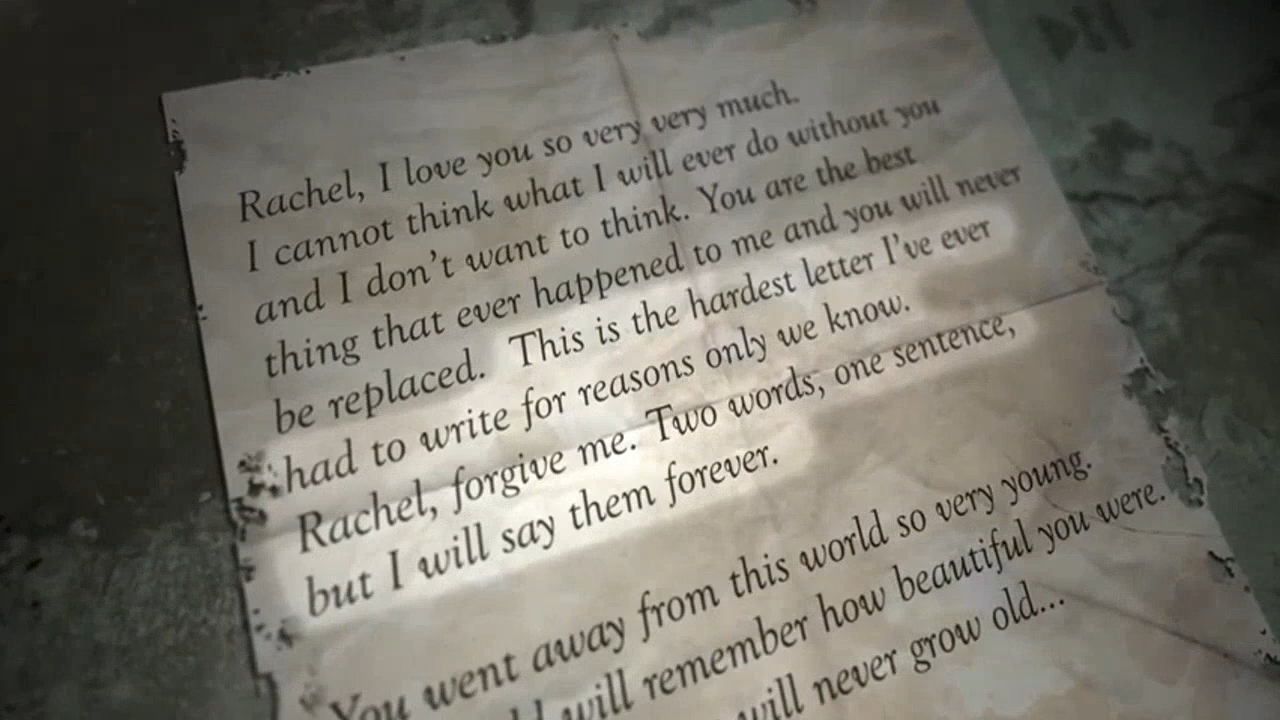 Rachel, I love you so very very much.
I cannot think what I will ever do without you
and I don't want to think. You are the best
thing that ever happened to me and you will never
be replaced. This is the hardest letter I've ever
had to write for reasons only we know.
Rachel, forgive me. Two words, one sentence,
but I will say them forever.
You went away from this world so very young.
will remember how beautiful you were.
will never grow old...